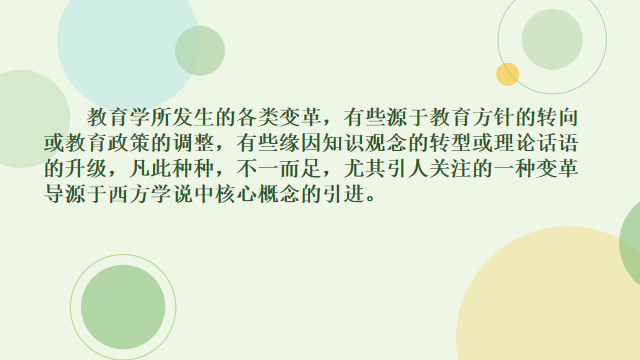 教育学所发生的各类变革，有些源于教育方针的转向
或教育政策的调整，有些缘因知识观念的转型或理论话语
的升级，凡此种种，不一而足，尤其引人关注的一种变革
导源于西方学说中核心概念的引进。